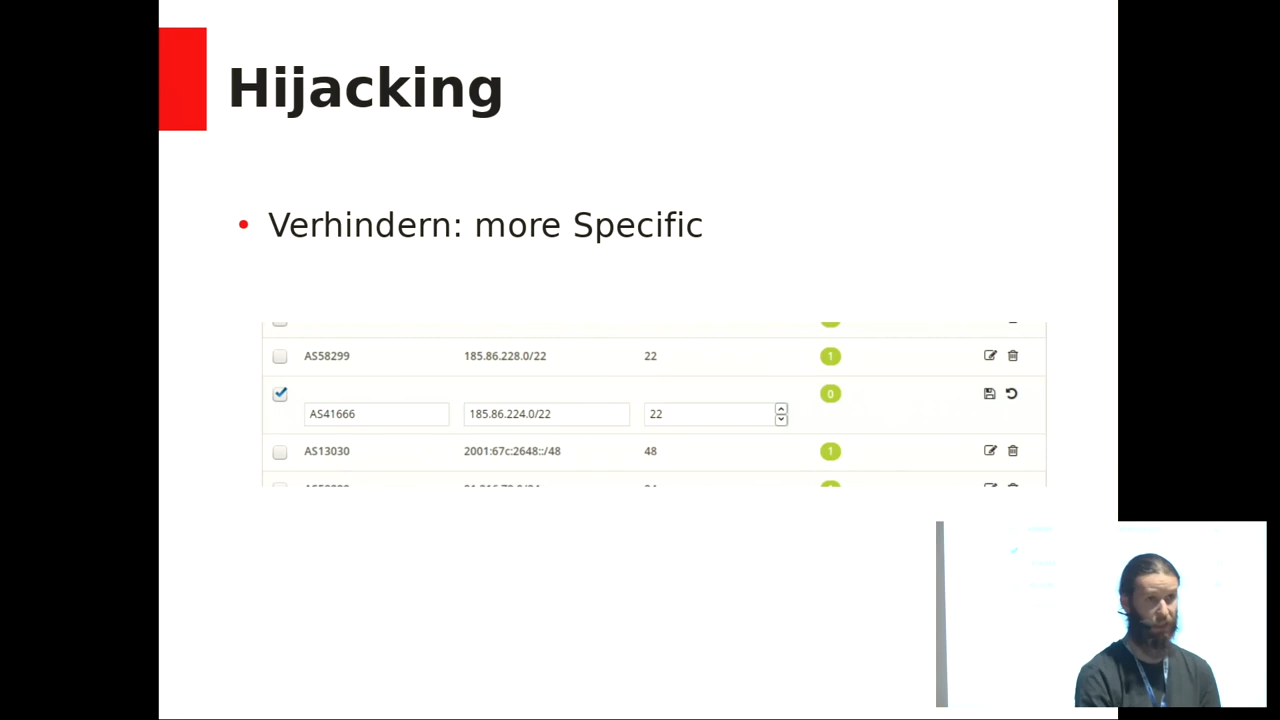 Hijacking
• Verhindern: more Specific
AS58299 185.86.228.0/22 22 1
0
AS41666 185.86.224.0/22 22
AS13030 2001:67c:2648::/48 48 1